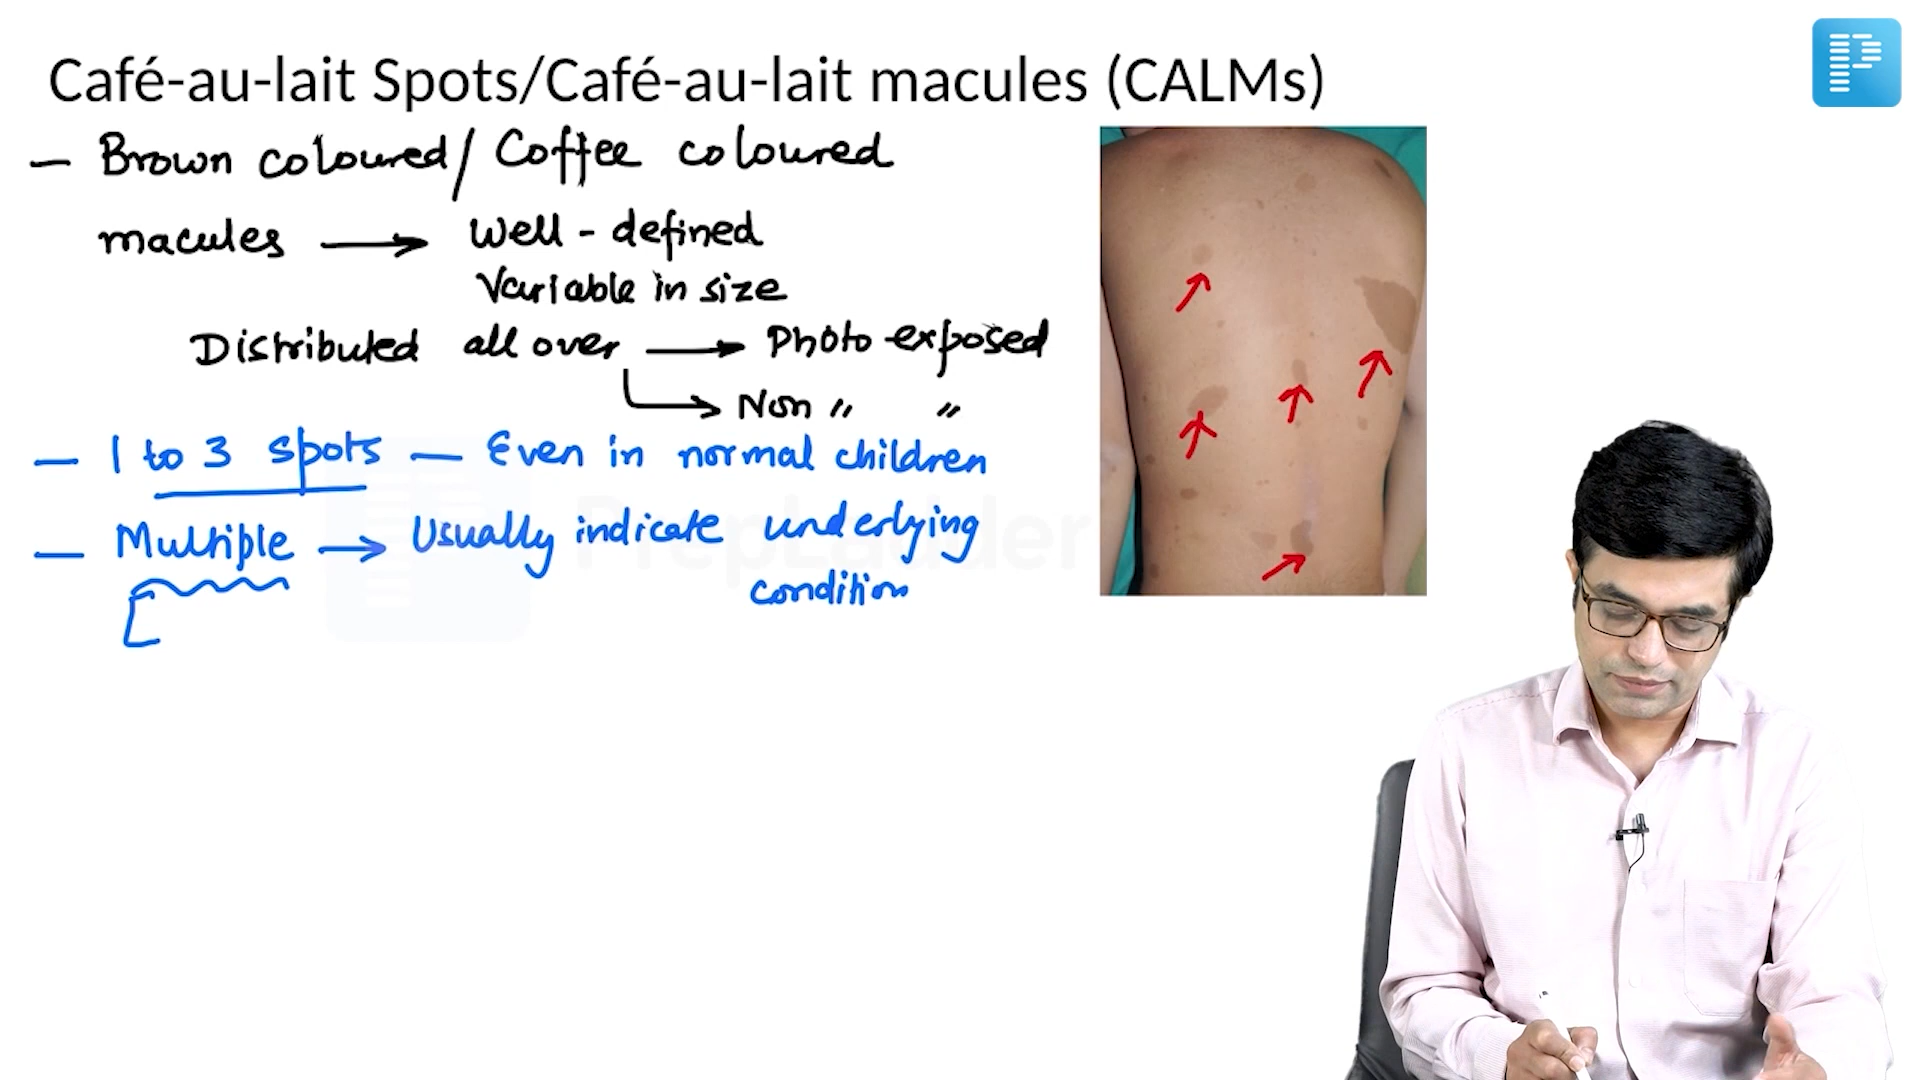 Café-au-lait Spots/Café-au-lait macules (CALMs)
– Brown coloured/ Coffee coloured
macules → Well-defined
Variable in size
Distributed all over → Photo-exposed
→ Non " "
– 1 to 3 spots – Even in normal children
– Multiple → Usually indicate underlying
condition
PrepLadder